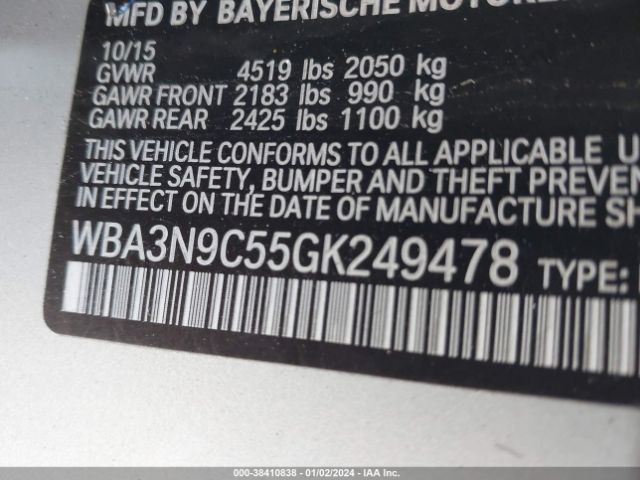 MFD BY BAYERISCHE
10/15
GVWR 4519 lbs 2050 kg
GAWR FRONT 2183 lbs 990 kg
GAWR REAR 2425 lbs 1100 kg
THIS VEHICLE CONFORMS TO ALL APPLICABLE U
VEHICLE SAFETY, BUMPER AND THEFT PREVEN
IN EFFECT ON THE DATE OF MANUFACTURE SH
WBA3N9C55GK249478 TYPE:
000-38410838 - 01/02/2024 - IAA Inc.